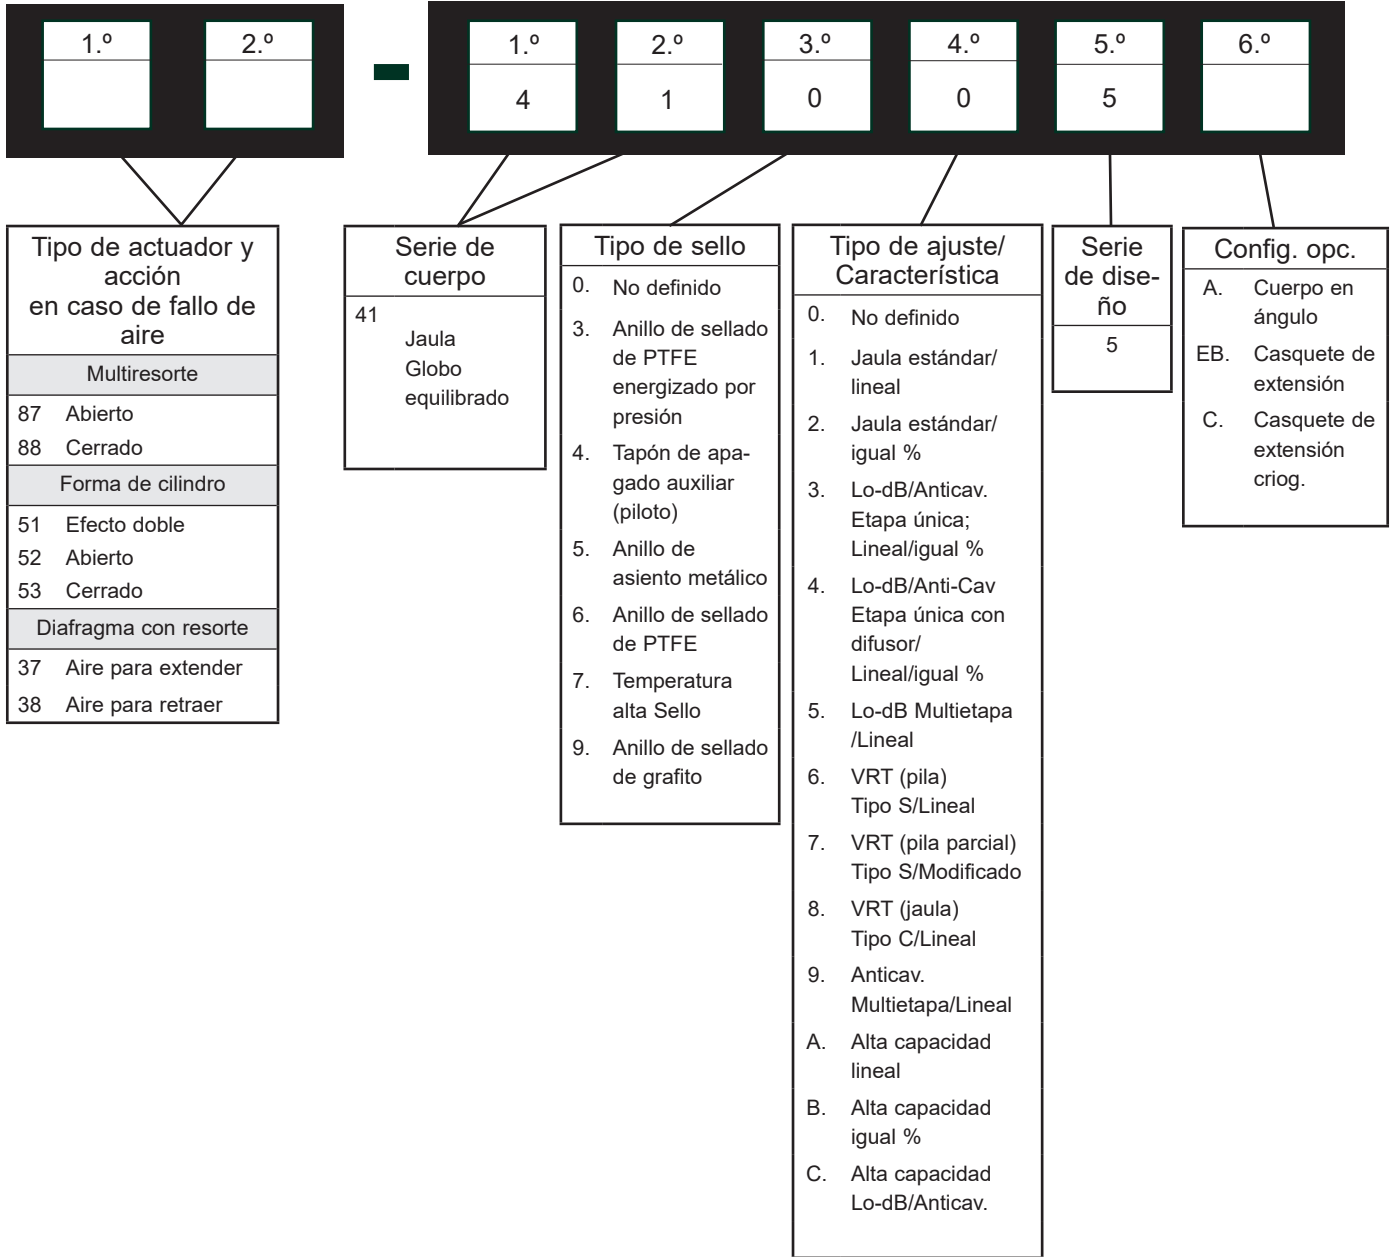 1.º
2.º
1.º
2.º
3.º
4.º
5.º
6.º
4
1
0
0
5
Tipo de actuador y
acción
en caso de fallo de
aire
Multiresorte
87 Abierto
88 Cerrado
Forma de cilindro
51 Efecto doble
52 Abierto
53 Cerrado
Diafragma con resorte
37 Aire para extender
38 Aire para retraer
Serie de
cuerpo
41
Jaula
Globo
equilibrado
Tipo de sello
0. No definido
3. Anillo de sellado
de PTFE
energizado por
presión
4. Tapón de apa-
gado auxiliar
(piloto)
5. Anillo de
asiento metálico
6. Anillo de sellado
de PTFE
7. Temperatura
alta Sello
9. Anillo de sellado
de grafito
Tipo de ajuste/
Característica
0. No definido
1. Jaula estándar/
lineal
2. Jaula estándar/
igual %
3. Lo-dB/Anticav.
Etapa única;
Lineal/igual %
4. Lo-dB/Anti-Cav
Etapa única con
difusor/
Lineal/igual %
5. Lo-dB Multietapa
/Lineal
6. VRT (pila)
Tipo S/Lineal
7. VRT (pila parcial)
Tipo S/Modificado
8. VRT (jaula)
Tipo C/Lineal
9. Anticav.
Multietapa/Lineal
A. Alta capacidad
lineal
B. Alta capacidad
igual %
C. Alta capacidad
Lo-dB/Anticav.
Serie
de dise-
ño
5
Config. opc.
A. Cuerpo en
ángulo
EB. Casquete de
extensión
C. Casquete de
extensión
criog.